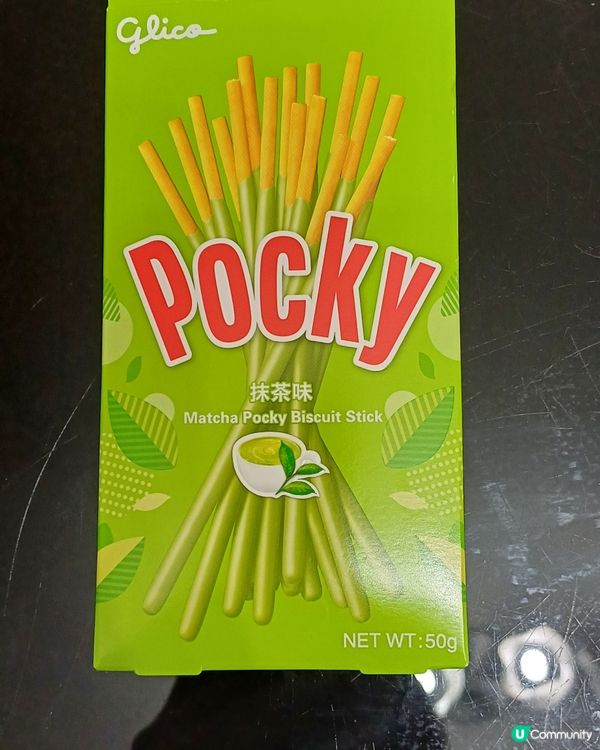 Glico
Pocky
抹茶味
Matcha Pocky Biscuit Stick
NET WT:50g
U Community